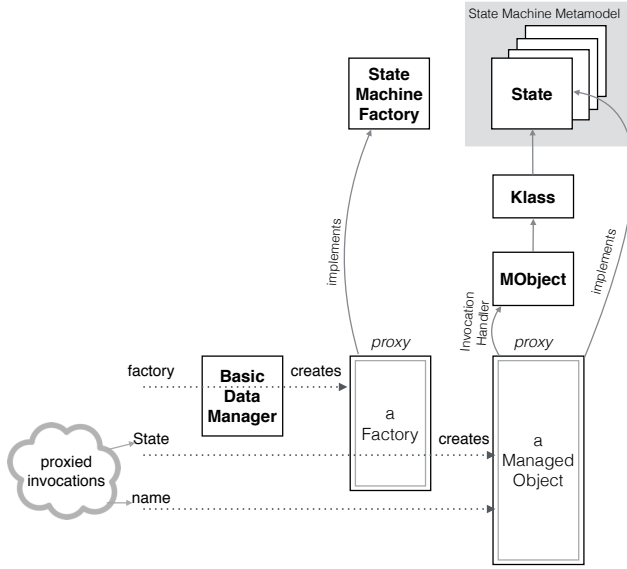 State Machine Metamodel
State
Machine
Factory
State
Klass
implements
implements
MObject
Invocation
Handler
proxy
proxy
factory
Basic
Data
Manager
creates
a
Factory
State
creates
a
Managed
Object
proxied
invocations
name